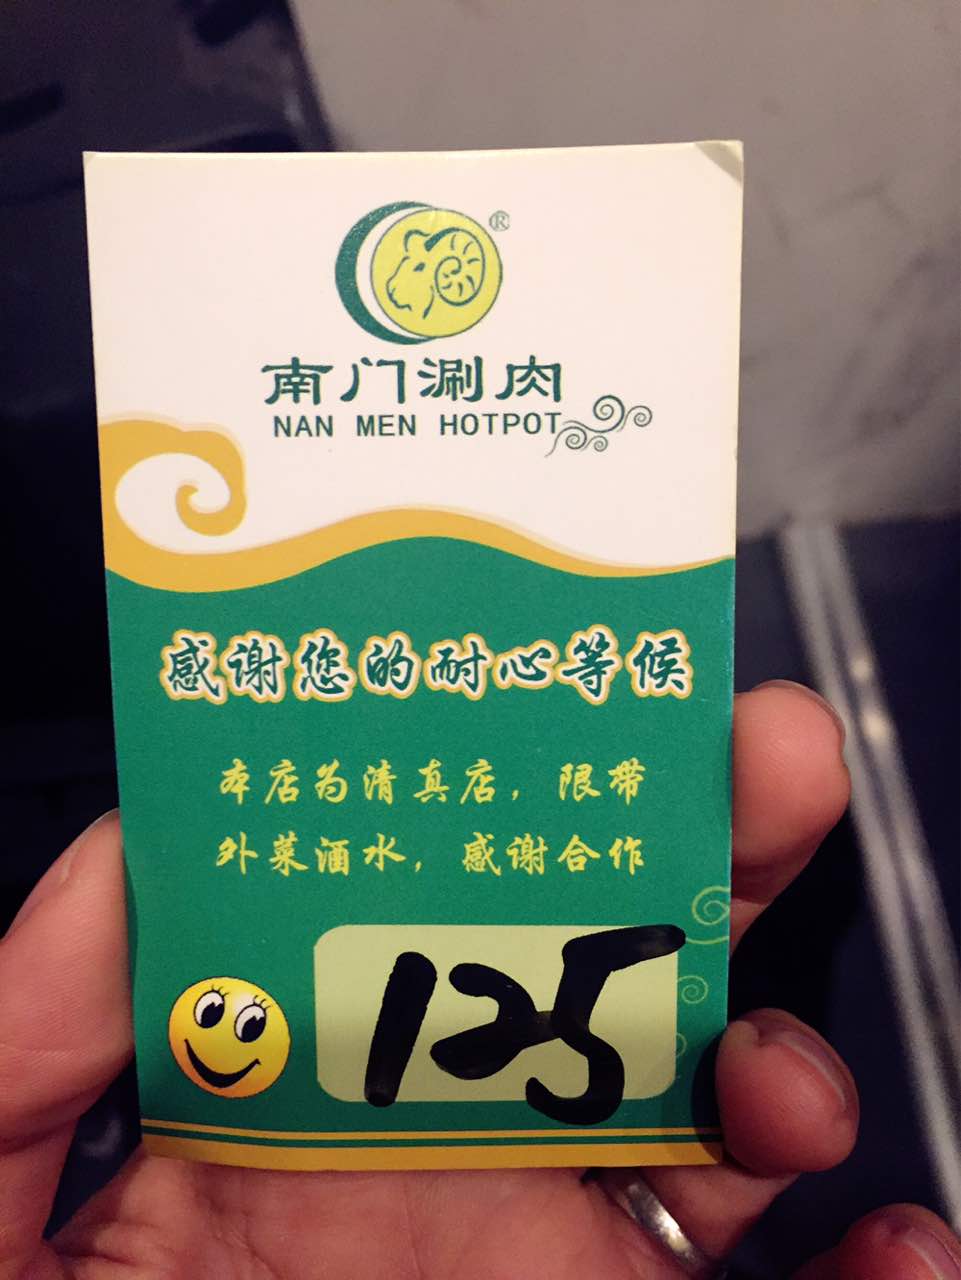 ®
南门涮肉
NAN MEN HOTPOT
感谢您的耐心等候
本店为清真店，限带
外菜酒水，感谢合作
125